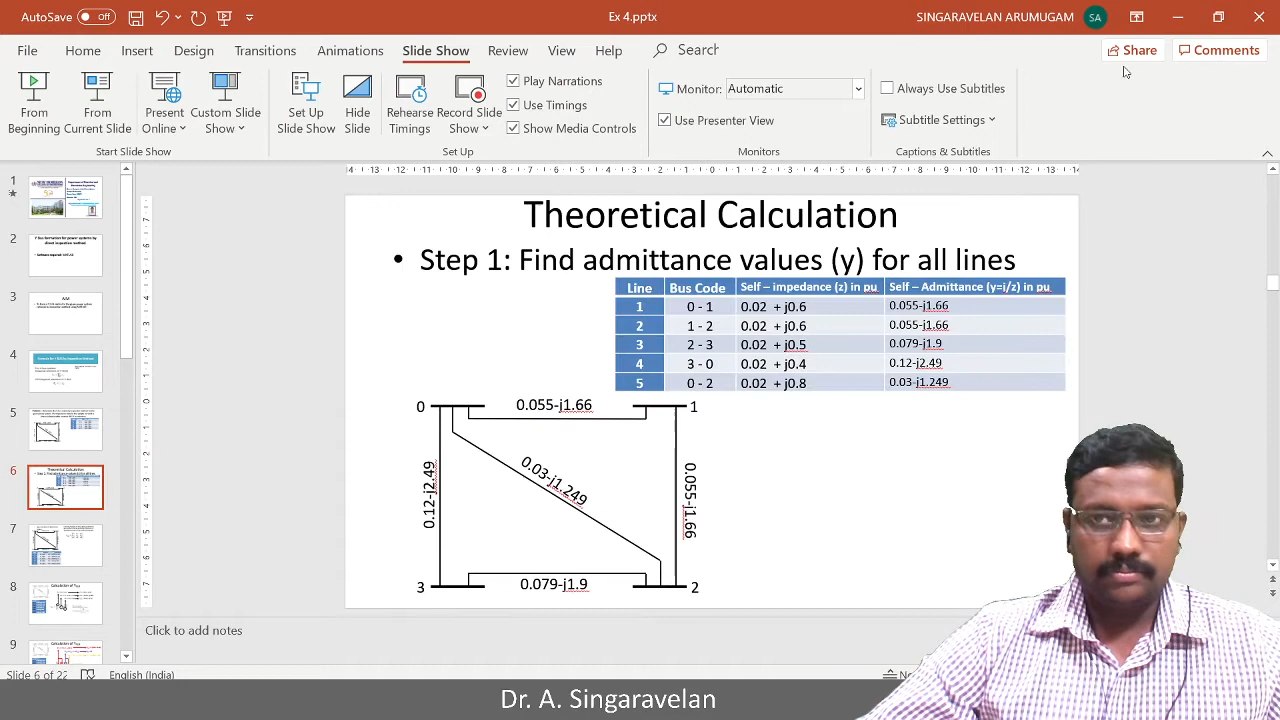 AutoSave Off
Ex 4.pptx
SINGARAVELAN ARUMUGAM SA
File Home Insert Design Transitions Animations Slide Show Review View Help Search
Share Comments
From Beginning
From Current Slide
Present Online
Custom Slide Show
Set Up Slide Show
Hide Slide
Rehearse Timings
Record Slide Show
Play Narrations
Use Timings
Show Media Controls
Monitor: Automatic
Use Presenter View
Always Use Subtitles
Subtitle Settings
Start Slide Show Set Up Monitors Captions & Subtitles
2
3
4
5
6
7
8
9
Theoretical Calculation
• Step 1: Find admittance values (y) for all lines
Line Bus Code Self – impedance (z) in pu Self – Admittance (y=i/z) in pu
1 0 - 1 0.02 + j0.6 0.055-j1.66
2 1 - 2 0.02 + j0.6 0.055-j1.66
3 2 - 3 0.02 + j0.5 0.079-j1.9
4 3 - 0 0.02 + j0.4 0.12-j2.49
5 0 - 2 0.02 + j0.8 0.03-j1.249
0 0.055-j1.66 1
0.12-j2.49
0.03-j1.249
0.055-j1.66
3 0.079-j1.9 2
Click to add notes
Slide 6 of 22 English (India)
Dr. A. Singaravelan